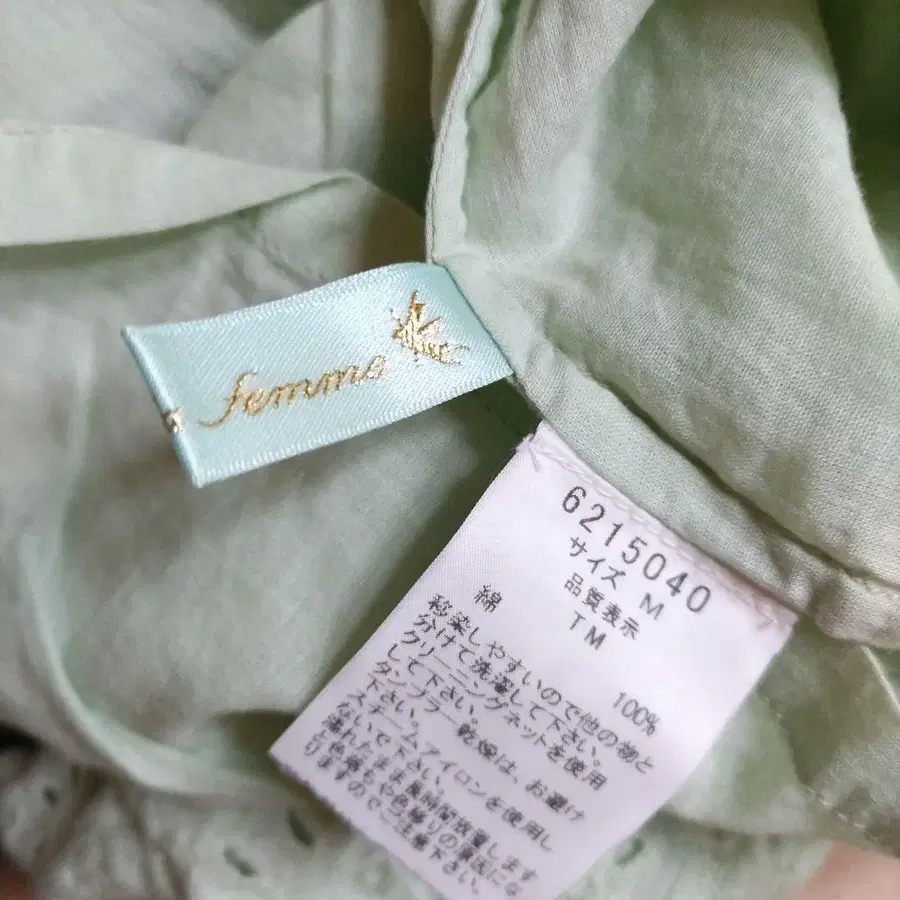 femme
6215040
サイズ M
品質表示
TM
綿 100%
移染しやすいので他の物と
分けて洗濯して下さい。
クリーニングネットを使用
して下さい。
タンブラー乾燥は、お避け
下さい。
スチームアイロンを使用し
ないで下さい。
濡れたまま長時間放置します
と色落ちや色移りの原因にな
りますのでご注意下さい。